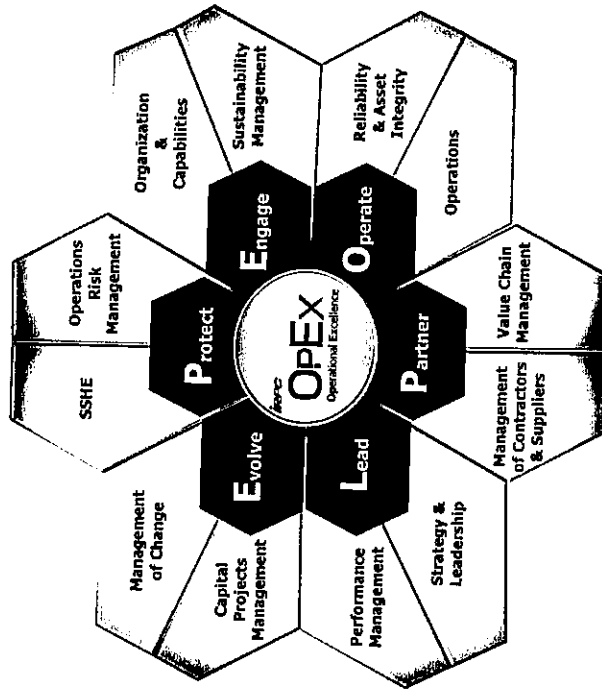 IRPC
OPEX
Operational Excellence
Protect
SSHE
Operations
Risk
Management
Engage
Organization
&
Capabilities
Sustainability
Management
Operate
Reliability
& Asset
Integrity
Operations
Partner
Value Chain
Management
Management
of Contractors
& Suppliers
Lead
Strategy &
Leadership
Performance
Management
Evolve
Capital
Projects
Management
Management
of Change